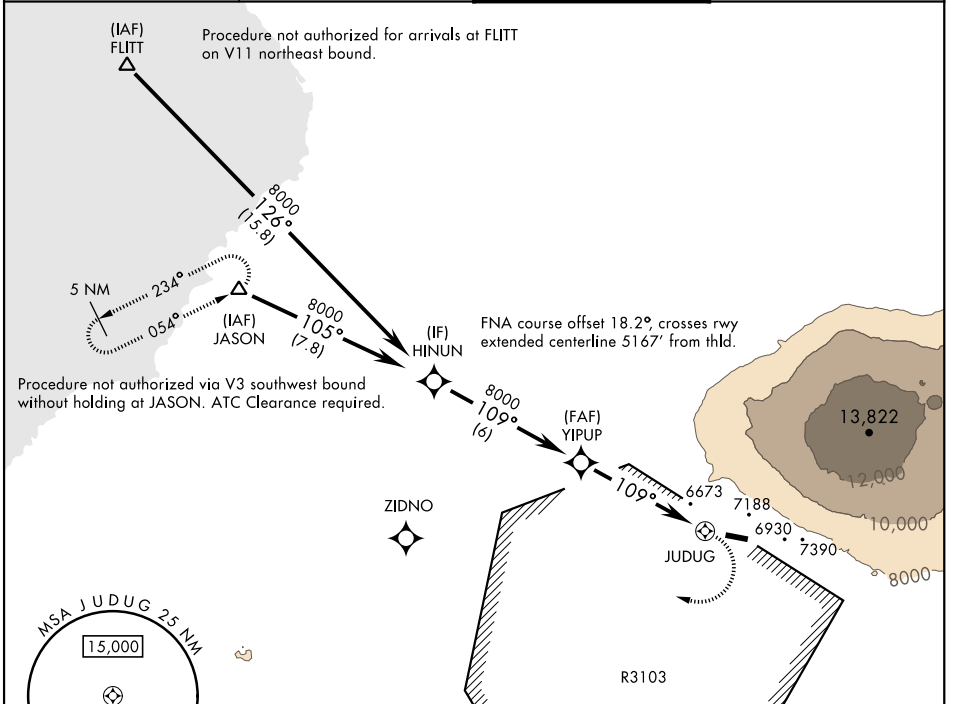 (IAF)
FLITT
Procedure not authorized for arrivals at FLITT
on V11 northeast bound.
8000
126°
(15.8)
5 NM
234°
054°
(IAF)
JASON
8000
105°
(7.8)
(IF)
HINUN
FNA course offset 18.2°, crosses rwy
extended centerline 5167' from thld.
Procedure not authorized via V3 southwest bound
without holding at JASON. ATC Clearance required.
8000
109°
(6)
(FAF)
YIPUP
13,822
12,000
10,000
8000
109°
6673
7188
6930
7390
ZIDNO
JUDUG
MSA JUDUG 25 NM
15,000
R3103